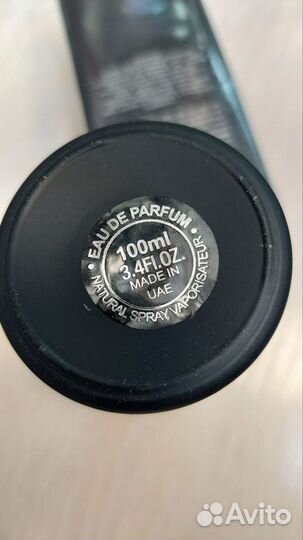 • EAU DE PARFUM •
100ml
3.4Fl.OZ.
MADE IN
UAE
NATURAL SPRAY VAPORISATEUR
Avito